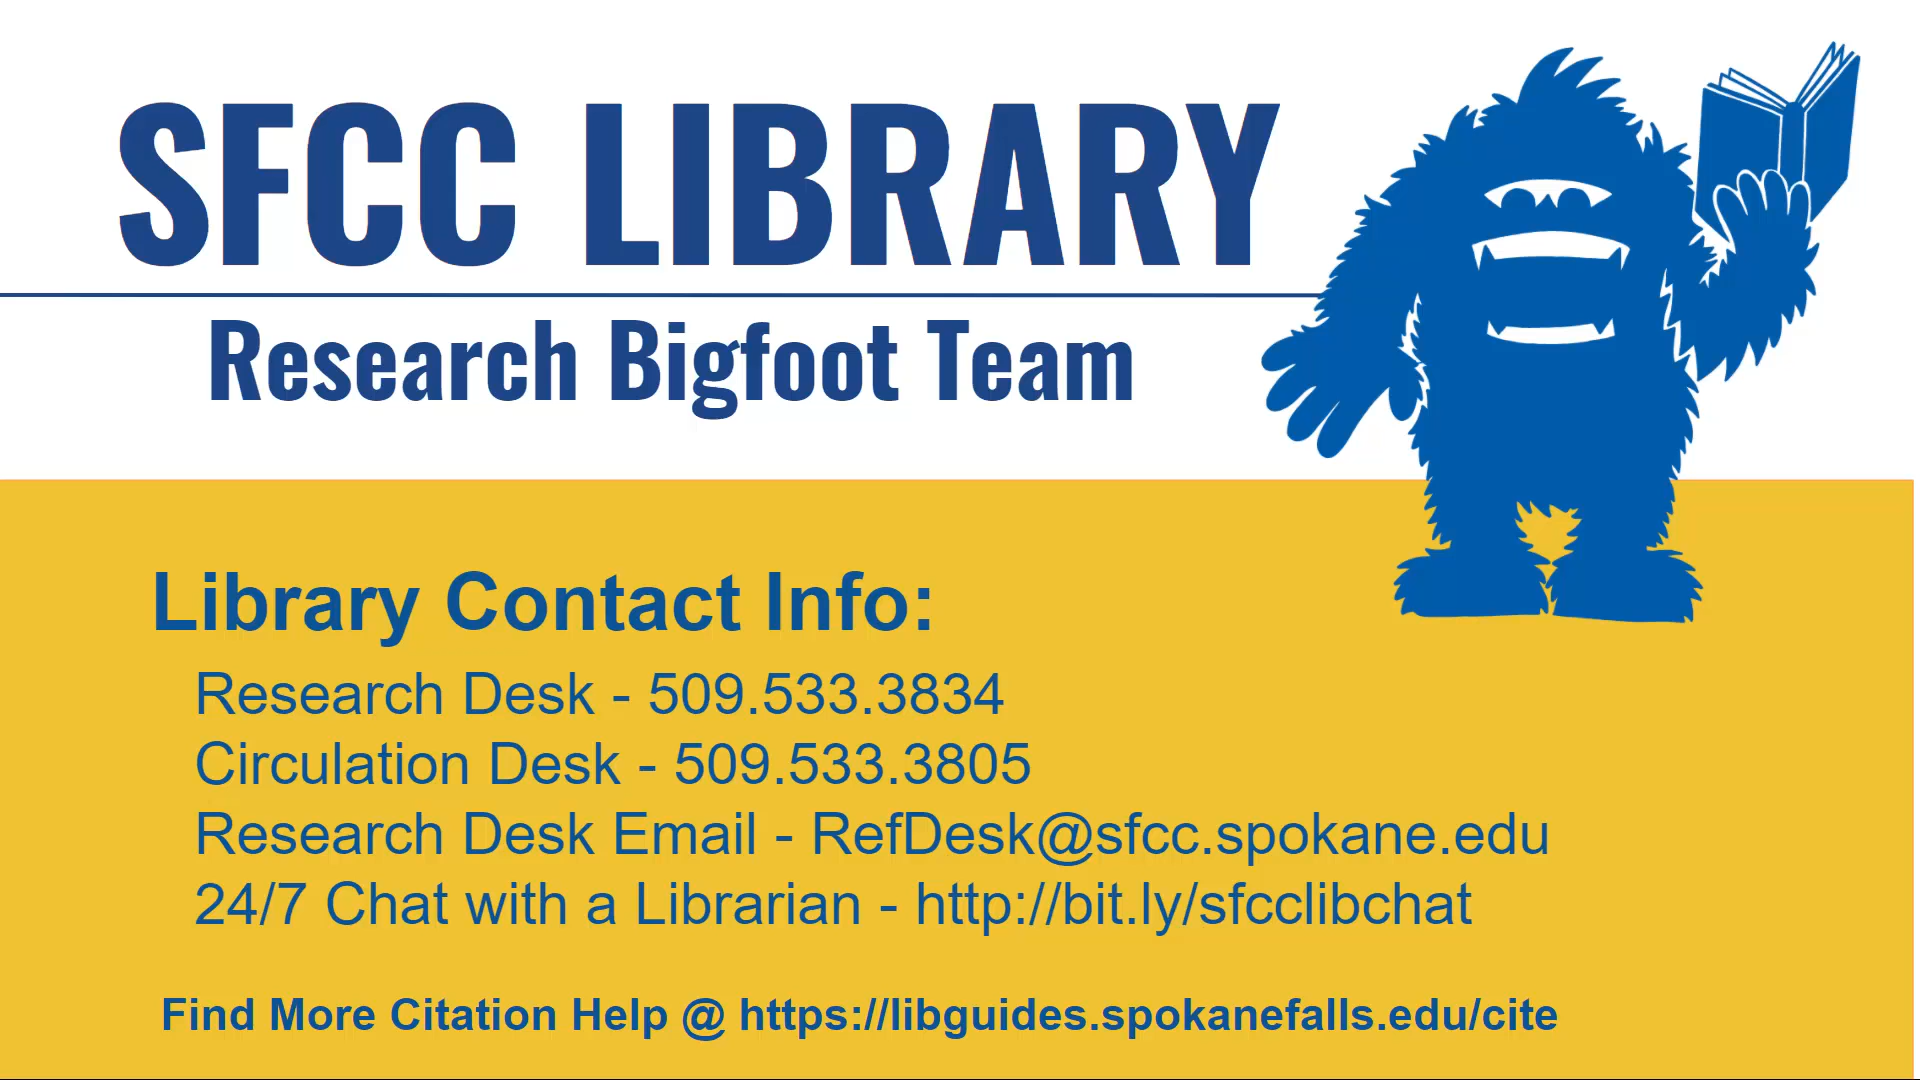 SFCC LIBRARY
Research Bigfoot Team
Library Contact Info:
Research Desk - 509.533.3834
Circulation Desk - 509.533.3805
Research Desk Email - RefDesk@sfcc.spokane.edu
24/7 Chat with a Librarian - http://bit.ly/sfcclibchat
Find More Citation Help @ https://libguides.spokanefalls.edu/cite